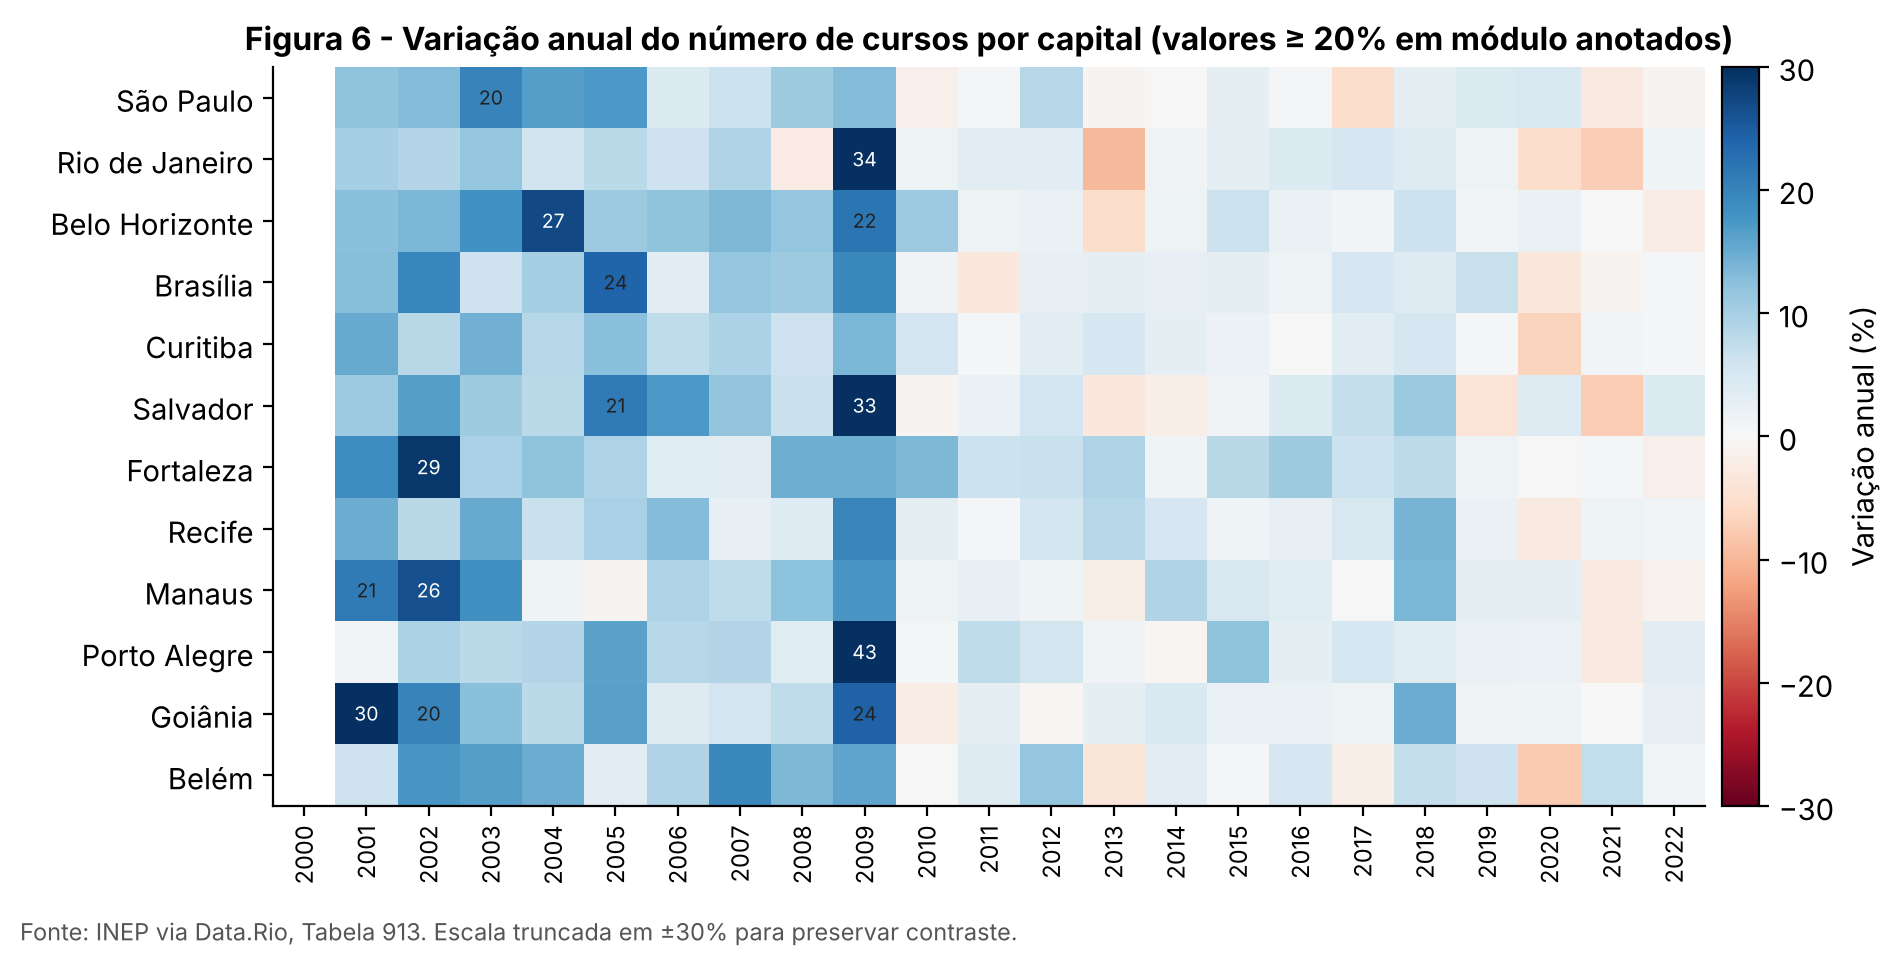 Figura 6 - Variação anual do número de cursos por capital (valores ≥ 20% em módulo anotados)
São Paulo
20
Rio de Janeiro
34
Belo Horizonte
27
22
Brasília
24
Curitiba
Salvador
21
33
Fortaleza
29
Recife
Manaus
21
26
Porto Alegre
43
Goiânia
30
20
24
Belém
2000
2001
2002
2003
2004
2005
2006
2007
2008
2009
2010
2011
2012
2013
2014
2015
2016
2017
2018
2019
2020
2021
2022
30
20
10
0
−10
−20
−30
Variação anual (%)
Fonte: INEP via Data.Rio, Tabela 913. Escala truncada em ±30% para preservar contraste.